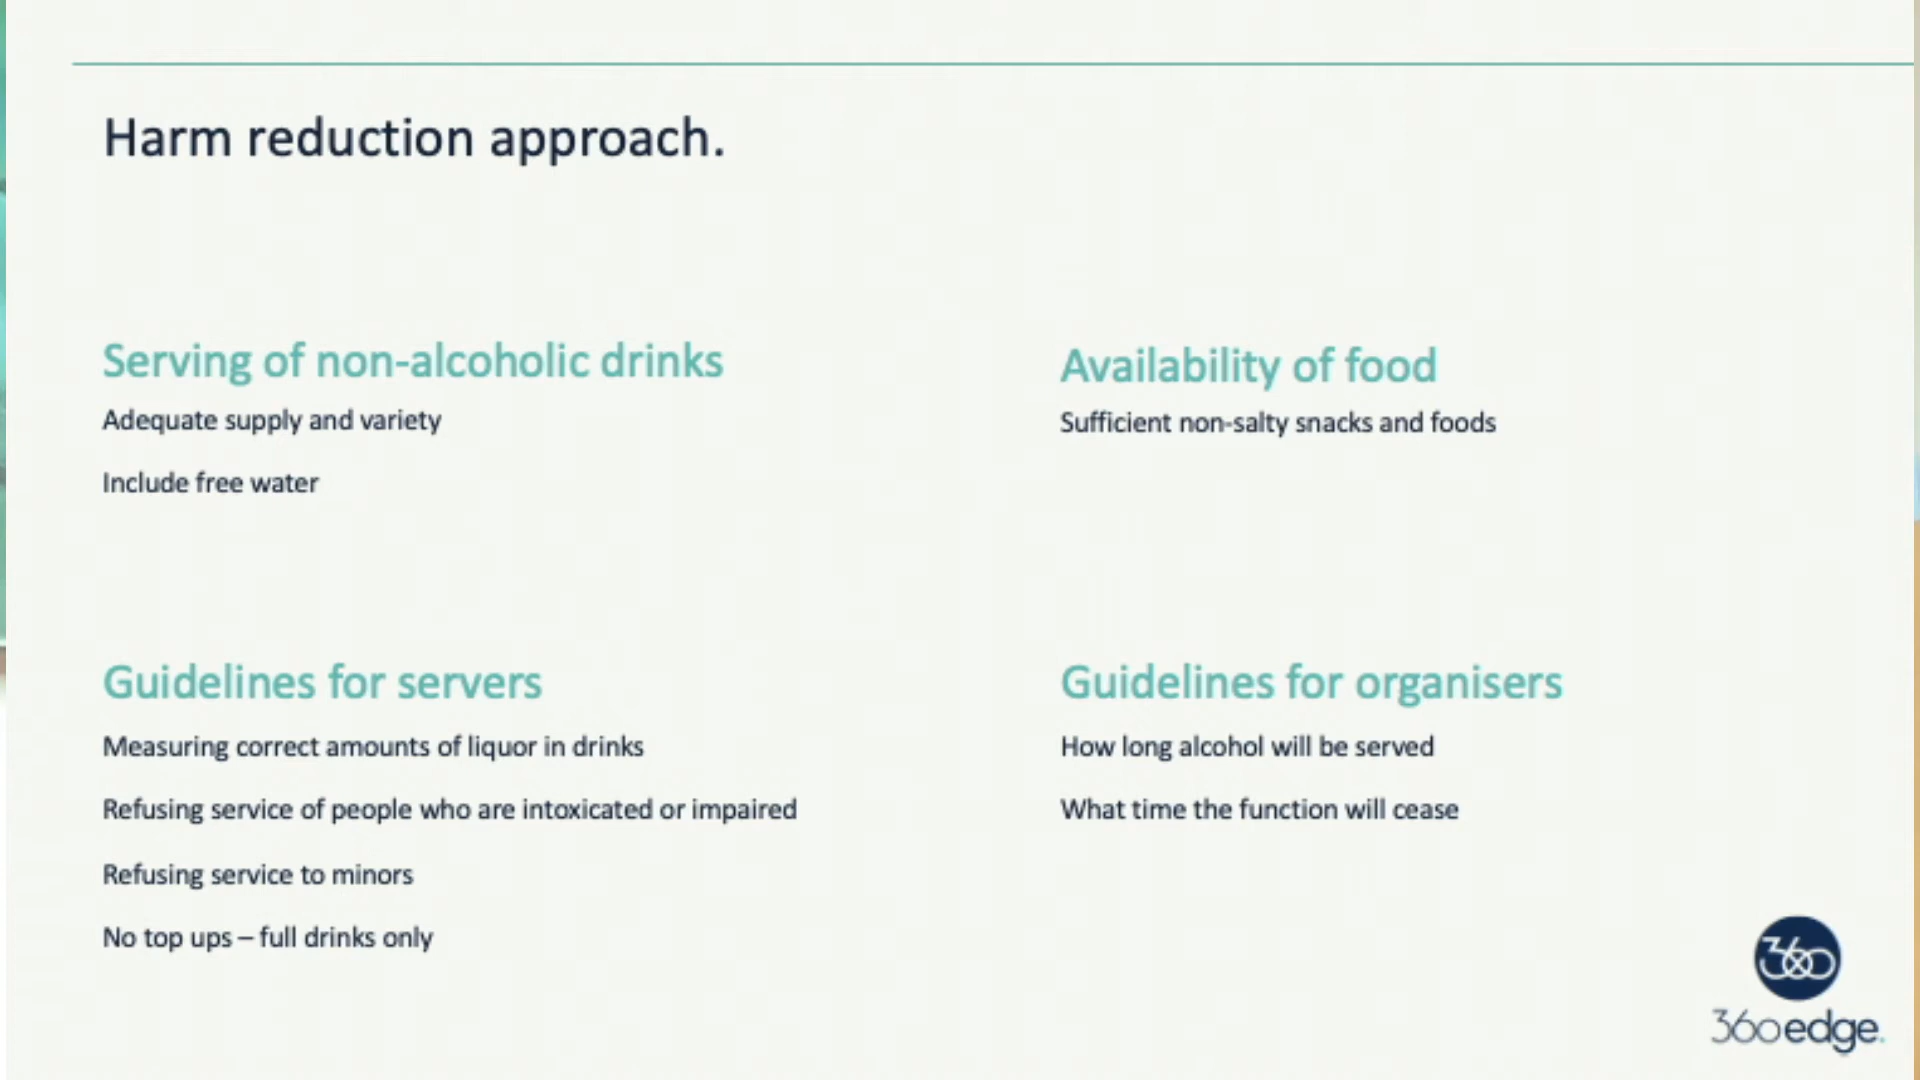 Harm reduction approach.
Serving of non-alcoholic drinks
Adequate supply and variety
Include free water
Availability of food
Sufficient non-salty snacks and foods
Guidelines for servers
Measuring correct amounts of liquor in drinks
Refusing service of people who are intoxicated or impaired
Refusing service to minors
No top ups – full drinks only
Guidelines for organisers
How long alcohol will be served
What time the function will cease
360
360edge.